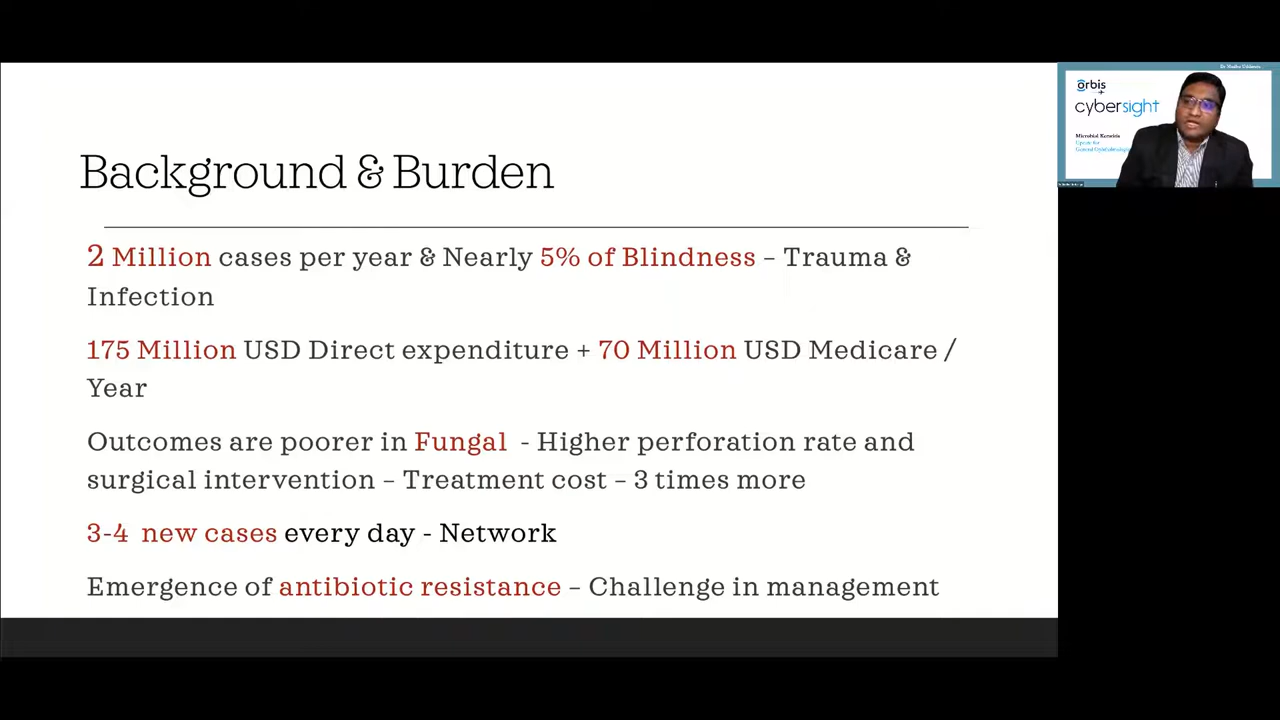 Background & Burden
2 Million cases per year & Nearly 5% of Blindness – Trauma &
Infection
175 Million USD Direct expenditure + 70 Million USD Medicare /
Year
Outcomes are poorer in Fungal - Higher perforation rate and
surgical intervention – Treatment cost – 3 times more
3-4 new cases every day - Network
Emergence of antibiotic resistance – Challenge in management
orbis
+
cybersight
Microbial Keratitis
Update for
General